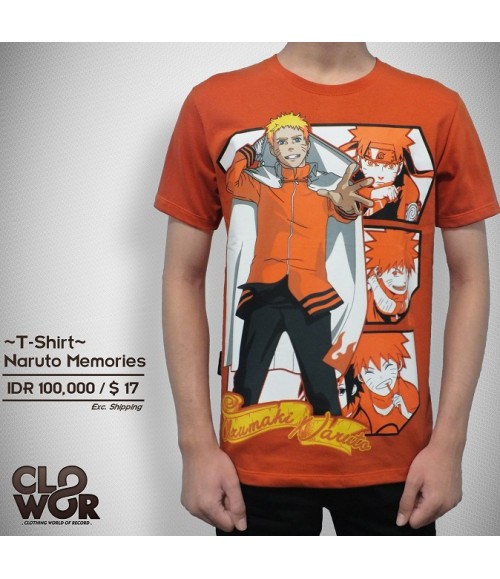 ~T-Shirt~
Naruto Memories
IDR 100,000 / $ 17
Exc. Shipping
CLO
WOR
. CLOTHING WORLD OF RECORD .
Uzumaki Naruto